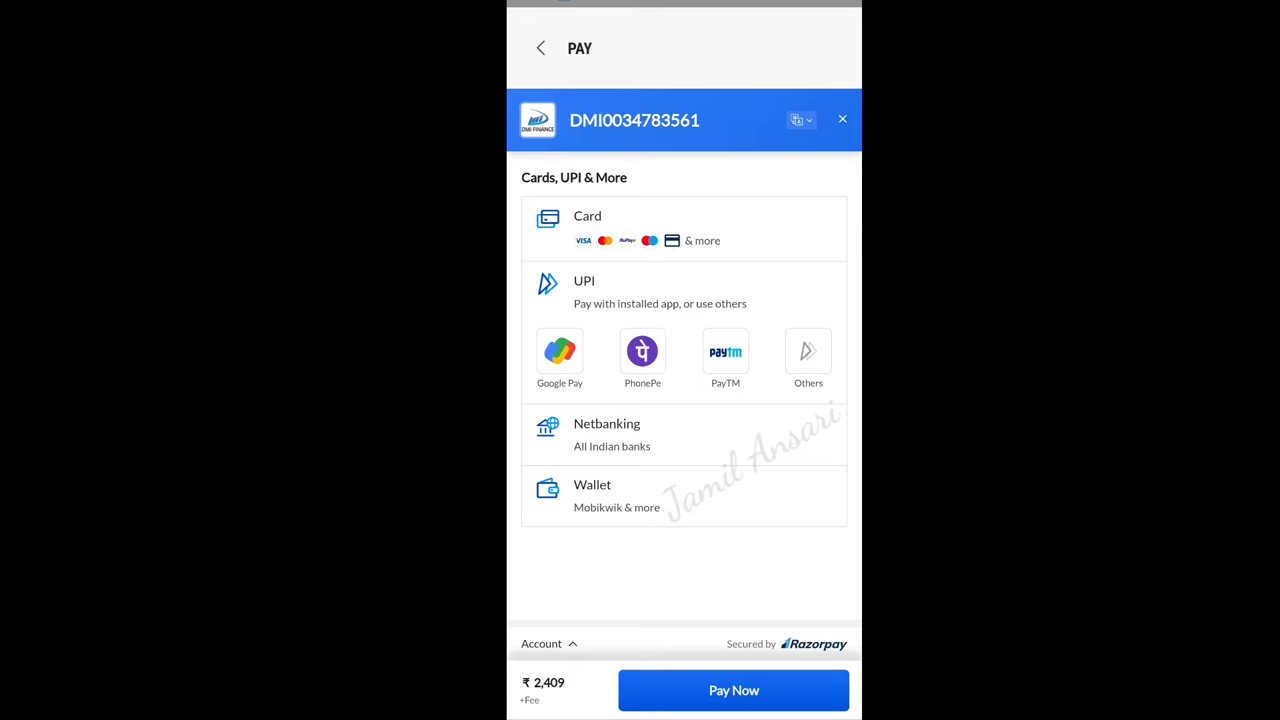 PAY
DMI FINANCE
DMI0034783561
Cards, UPI & More
Card
VISA RuPay & more
UPI
Pay with installed app, or use others
पे
paytm
Google Pay PhonePe PayTM Others
Netbanking
All Indian banks
Wallet
Mobikwik & more
Jamil Ansari
Account Secured by Razorpay
₹ 2,409
+Fee
Pay Now